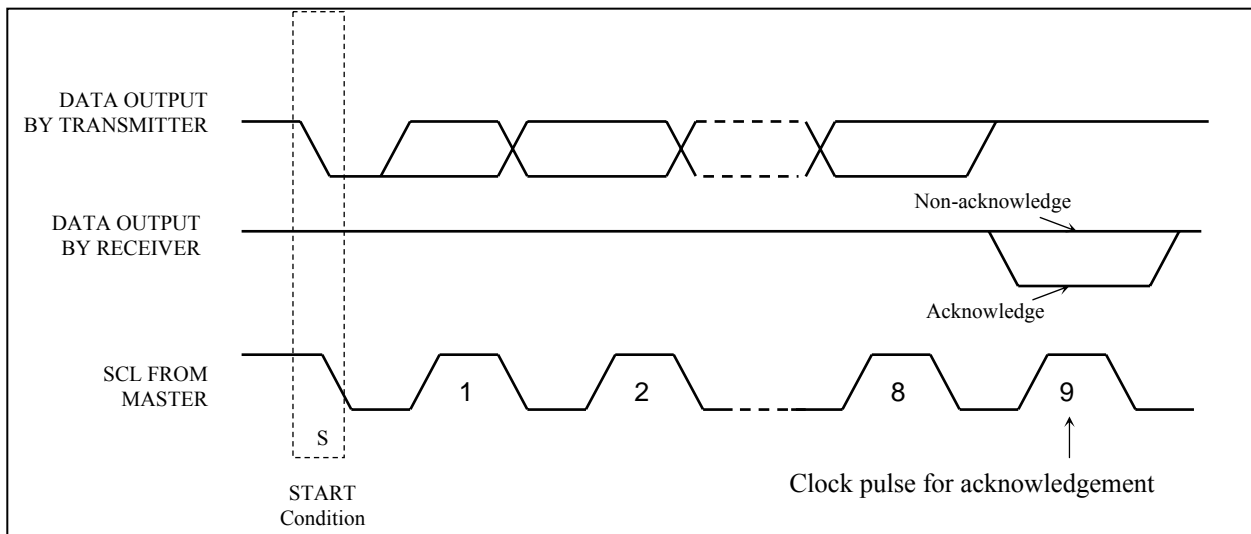 DATA OUTPUT
BY TRANSMITTER
DATA OUTPUT
BY RECEIVER
Non-acknowledge
Acknowledge
SCL FROM
MASTER
1
2
8
9
S
START
Condition
Clock pulse for acknowledgement